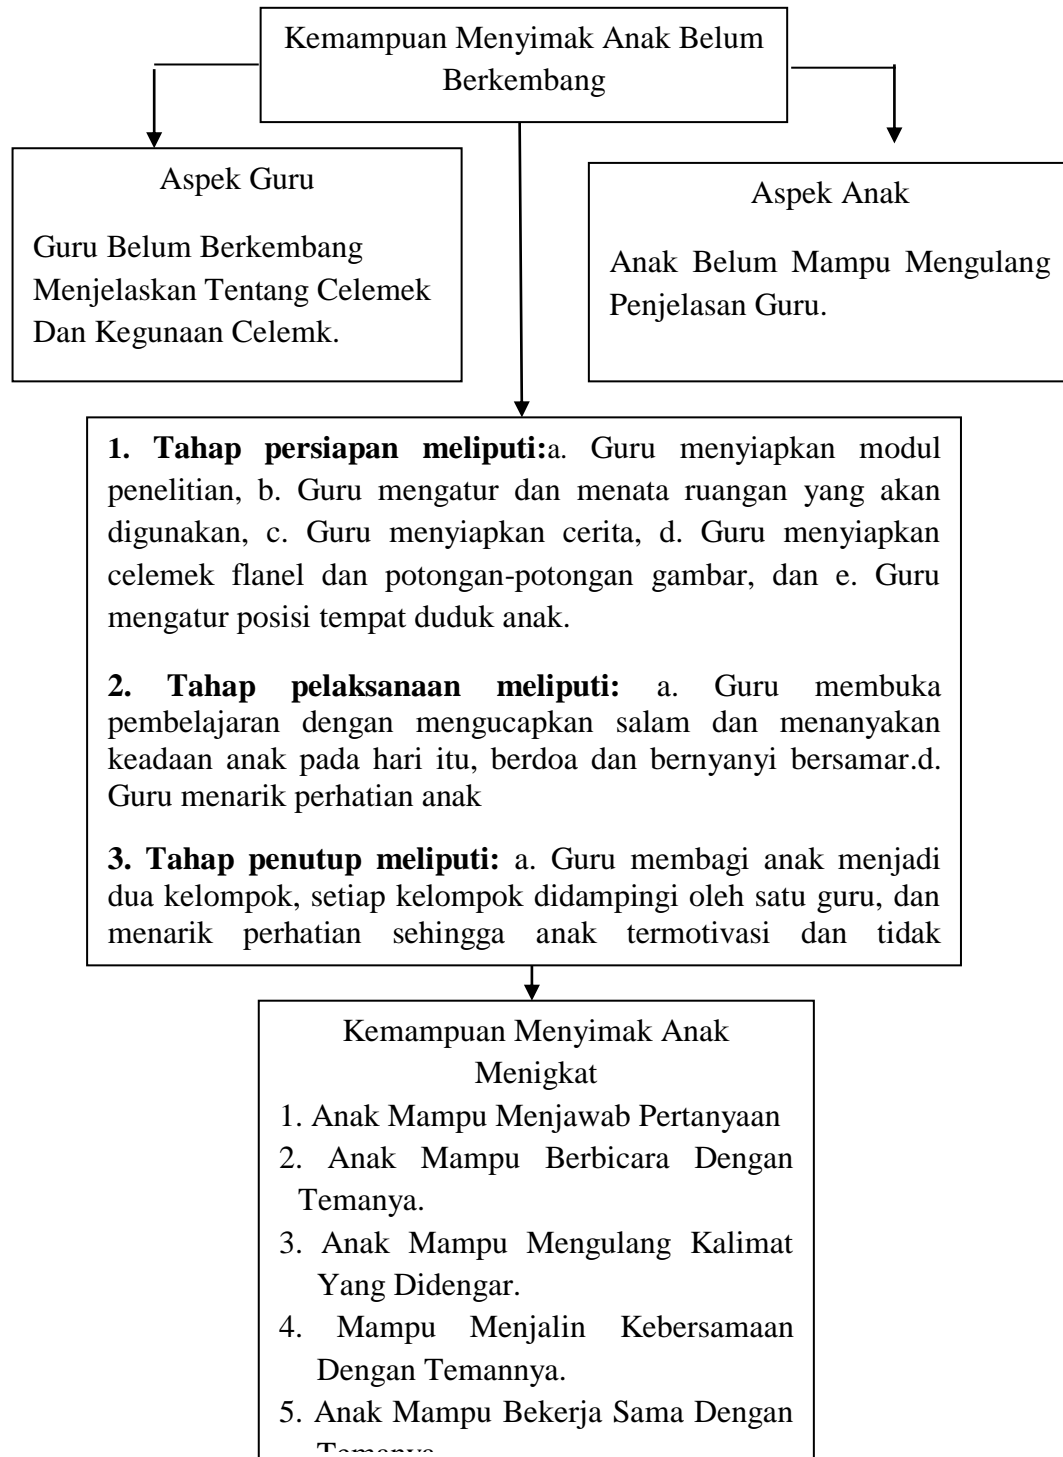 Kemampuan Menyimak Anak Belum
Berkembang
Aspek Guru
Guru Belum Berkembang
Menjelaskan Tentang Celemek
Dan Kegunaan Celemk.
Aspek Anak
Anak Belum Mampu Mengulang
Penjelasan Guru.
1. Tahap persiapan meliputi:a. Guru menyiapkan modul
penelitian, b. Guru mengatur dan menata ruangan yang akan
digunakan, c. Guru menyiapkan cerita, d. Guru menyiapkan
celemek flanel dan potongan-potongan gambar, dan e. Guru
mengatur posisi tempat duduk anak.
2. Tahap pelaksanaan meliputi: a. Guru membuka
pembelajaran dengan mengucapkan salam dan menanyakan
keadaan anak pada hari itu, berdoa dan bernyanyi bersamar.d.
Guru menarik perhatian anak
3. Tahap penutup meliputi: a. Guru membagi anak menjadi
dua kelompok, setiap kelompok didampingi oleh satu guru, dan
menarik perhatian sehingga anak termotivasi dan tidak
Kemampuan Menyimak Anak
Menigkat
1. Anak Mampu Menjawab Pertanyaan
2. Anak Mampu Berbicara Dengan
Temanya.
3. Anak Mampu Mengulang Kalimat
Yang Didengar.
4. Mampu Menjalin Kebersamaan
Dengan Temannya.
5. Anak Mampu Bekerja Sama Dengan